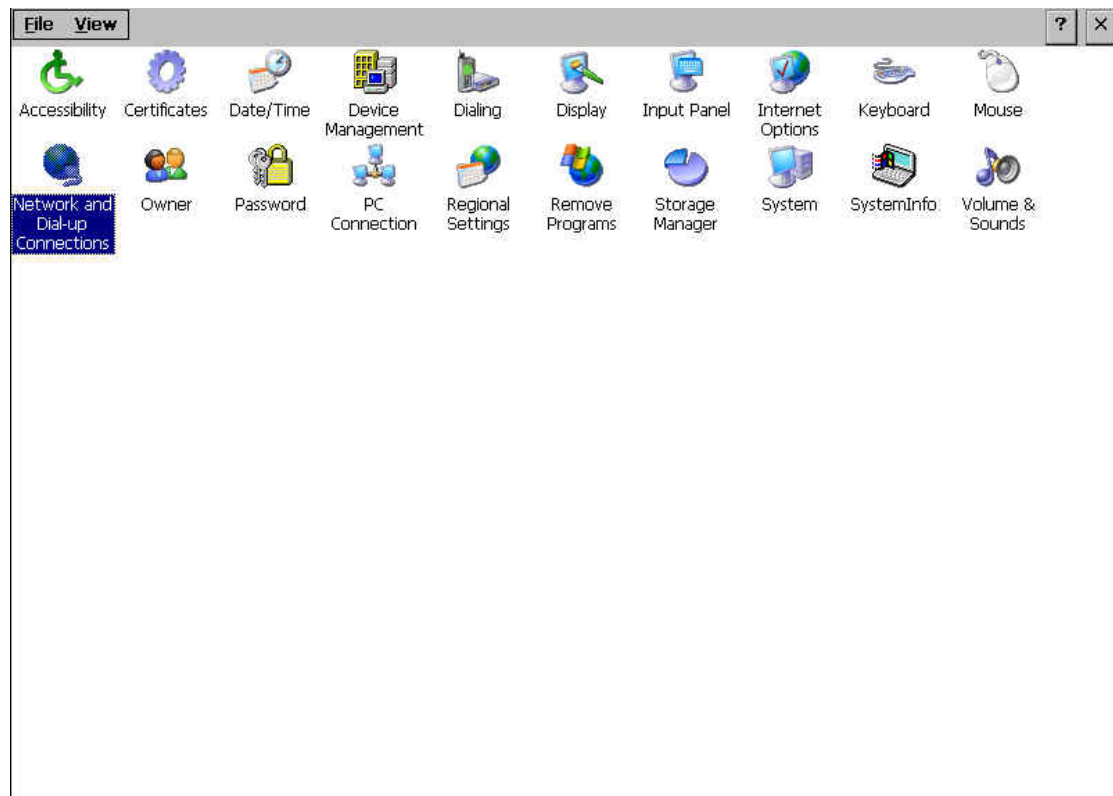 File View ? ×
Accessibility Certificates Date/Time Device Management Dialing Display Input Panel Internet Options Keyboard Mouse
Network and Dial-up Connections Owner Password PC Connection Regional Settings Remove Programs Storage Manager System SystemInfo Volume & Sounds